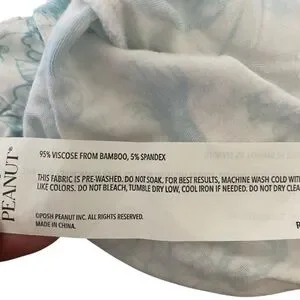 PEANUT®
95% VISCOSE FROM BAMBOO, 5% SPANDEX
THIS FABRIC IS PRE-WASHED. DO NOT SOAK. FOR BEST RESULTS, MACHINE WASH COLD WITH
LIKE COLORS. DO NOT BLEACH, TUMBLE DRY LOW, COOL IRON IF NEEDED. DO NOT DRY CLEA
©POSH PEANUT INC. ALL RIGHTS RESERVED.
MADE IN CHINA.